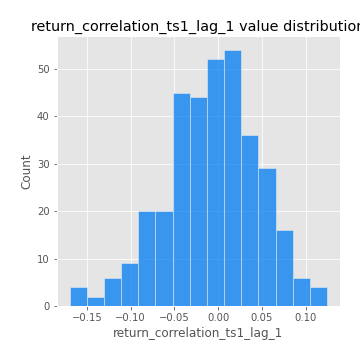 return_correlation_ts1_lag_1 value distribution
Count
50
40
30
20
10
0
−0.15 −0.10 −0.05 0.00 0.05 0.10
return_correlation_ts1_lag_1